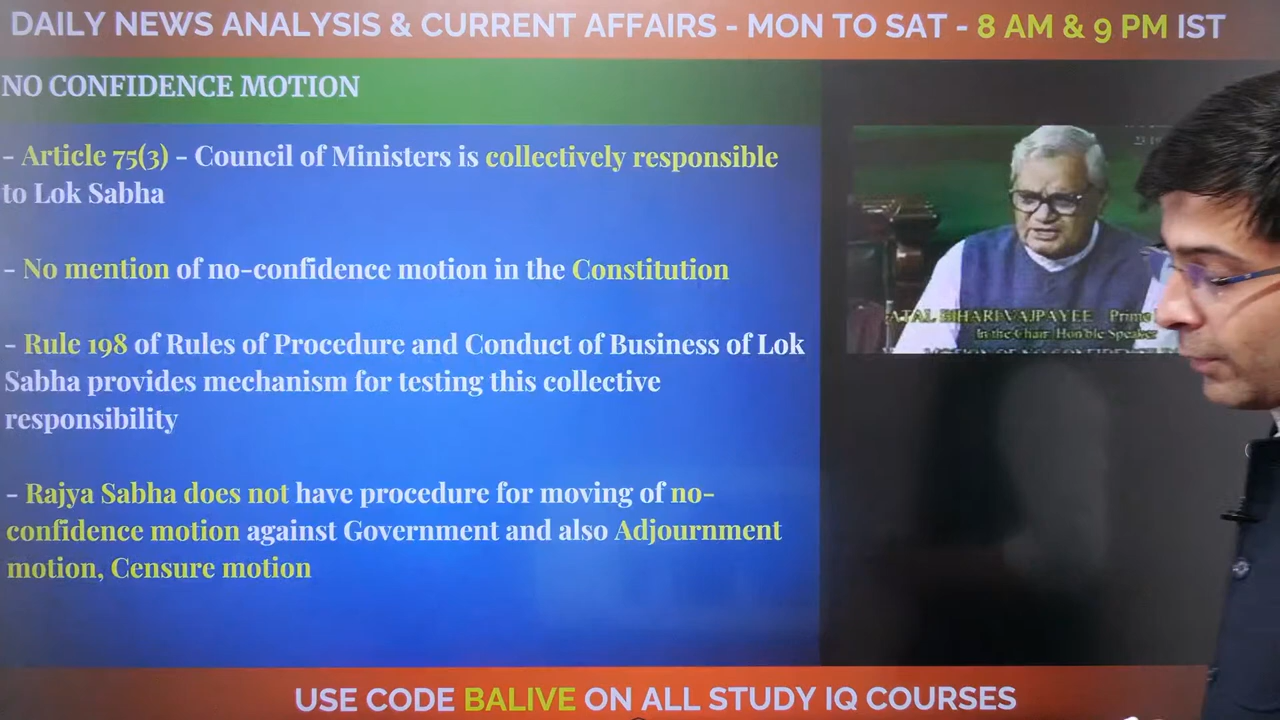 DAILY NEWS ANALYSIS & CURRENT AFFAIRS - MON TO SAT - 8 AM & 9 PM IST
NO CONFIDENCE MOTION
- Article 75(3) - Council of Ministers is collectively responsible
to Lok Sabha
- No mention of no-confidence motion in the Constitution
- Rule 198 of Rules of Procedure and Conduct of Business of Lok
Sabha provides mechanism for testing this collective
responsibility
- Rajya Sabha does not have procedure for moving of no-
confidence motion against Government and also Adjournment
motion, Censure motion
ATAL BIHARI VAJPAYEE Prime
In the Chair Hon'ble Speaker
USE CODE BALIVE ON ALL STUDY IQ COURSES